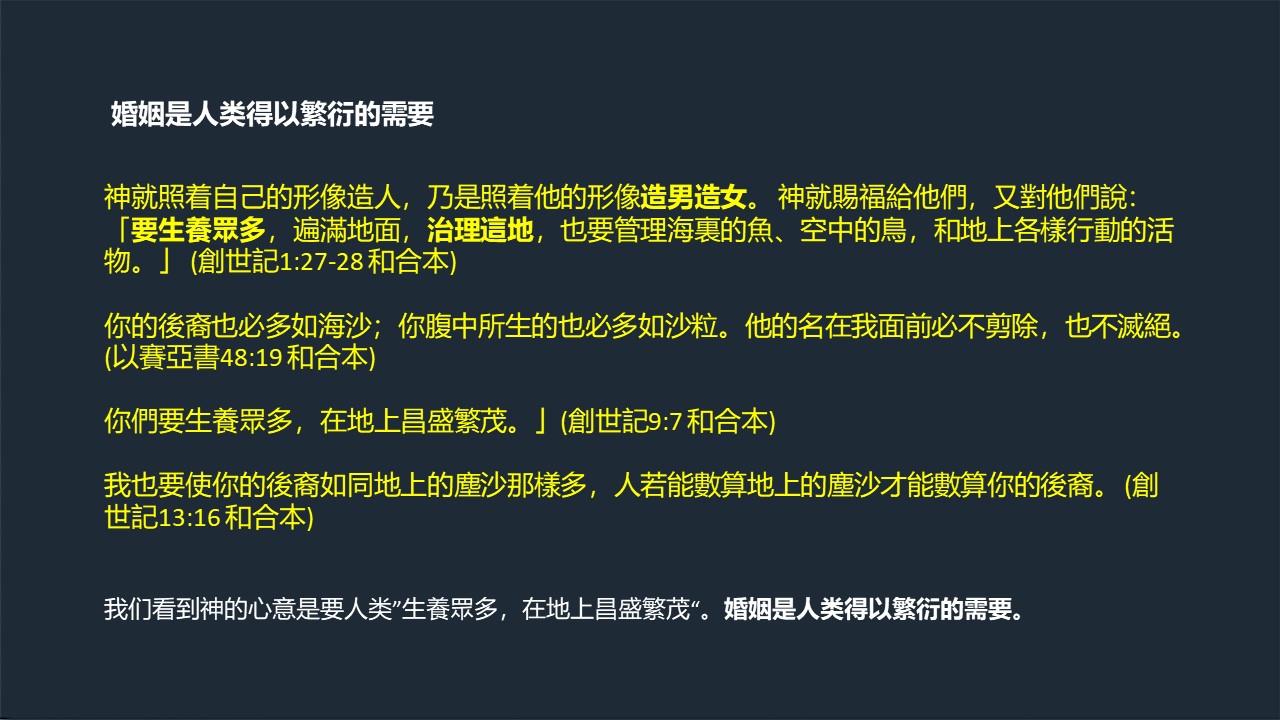 婚姻是人类得以繁衍的需要
神就照着自己的形像造人，乃是照着他的形像造男造女。 神就賜福給他們，又對他們說：
「要生養眾多，遍滿地面，治理這地，也要管理海裏的魚、空中的鳥，和地上各樣行動的活
物。」 (創世記1:27-28 和合本)
你的後裔也必多如海沙；你腹中所生的也必多如沙粒。他的名在我面前必不剪除，也不滅絕。
(以賽亞書48:19 和合本)
你們要生養眾多，在地上昌盛繁茂。」(創世記9:7 和合本)
我也要使你的後裔如同地上的塵沙那樣多，人若能數算地上的塵沙才能數算你的後裔。 (創
世記13:16 和合本)
我们看到神的心意是要人类”生養眾多，在地上昌盛繁茂“。婚姻是人类得以繁衍的需要。